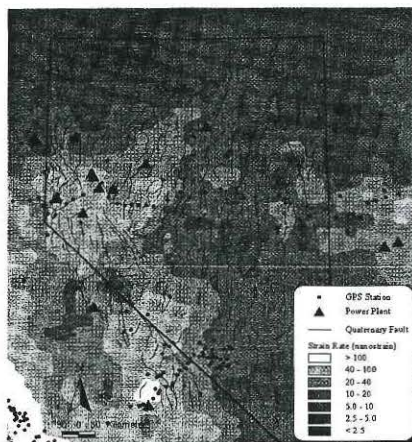 GPS Station
Power Plant
Quaternary Fault
Strain Rate (nanostrain)
> 100
40 - 100
20 - 40
10 - 20
5.0 - 10
2.5 - 5.0
< 2.5